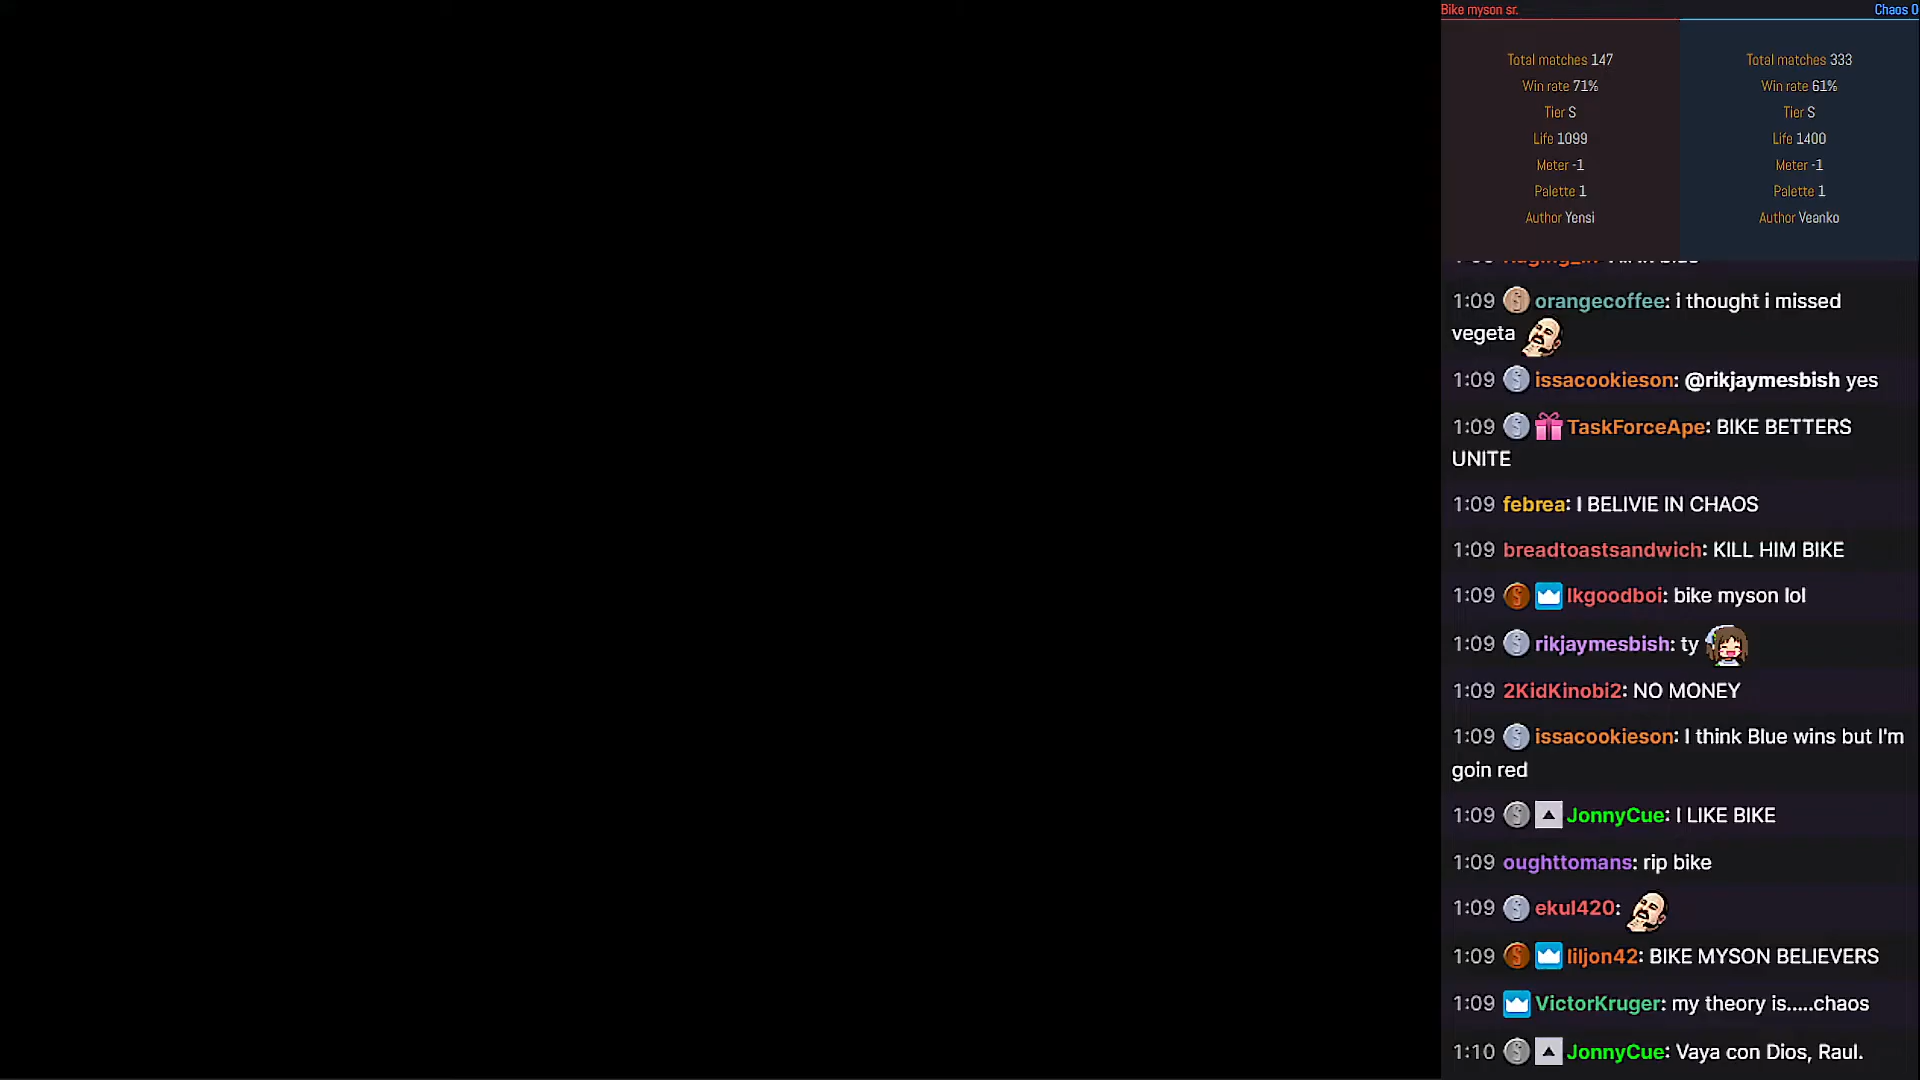 Bike myson sr.
Chaos 0
Total matches 147
Win rate 71%
Tier S
Life 1099
Meter -1
Palette 1
Author Yensi
Total matches 333
Win rate 61%
Tier S
Life 1400
Meter -1
Palette 1
Author Veanko
1:09 orangecoffee: i thought i missed
vegeta
1:09 issacookieson: @rikjaymesbish yes
1:09 TaskForceApe: BIKE BETTERS
UNITE
1:09 febrea: I BELIVIE IN CHAOS
1:09 breadtoastsandwich: KILL HIM BIKE
1:09 lkgoodboi: bike myson lol
1:09 rikjaymesbish: ty
1:09 2KidKinobi2: NO MONEY
1:09 issacookieson: I think Blue wins but I'm
goin red
1:09 JonnyCue: I LIKE BIKE
1:09 oughttomans: rip bike
1:09 ekul420:
1:09 liljon42: BIKE MYSON BELIEVERS
1:09 VictorKruger: my theory is.....chaos
1:10 JonnyCue: Vaya con Dios, Raul.